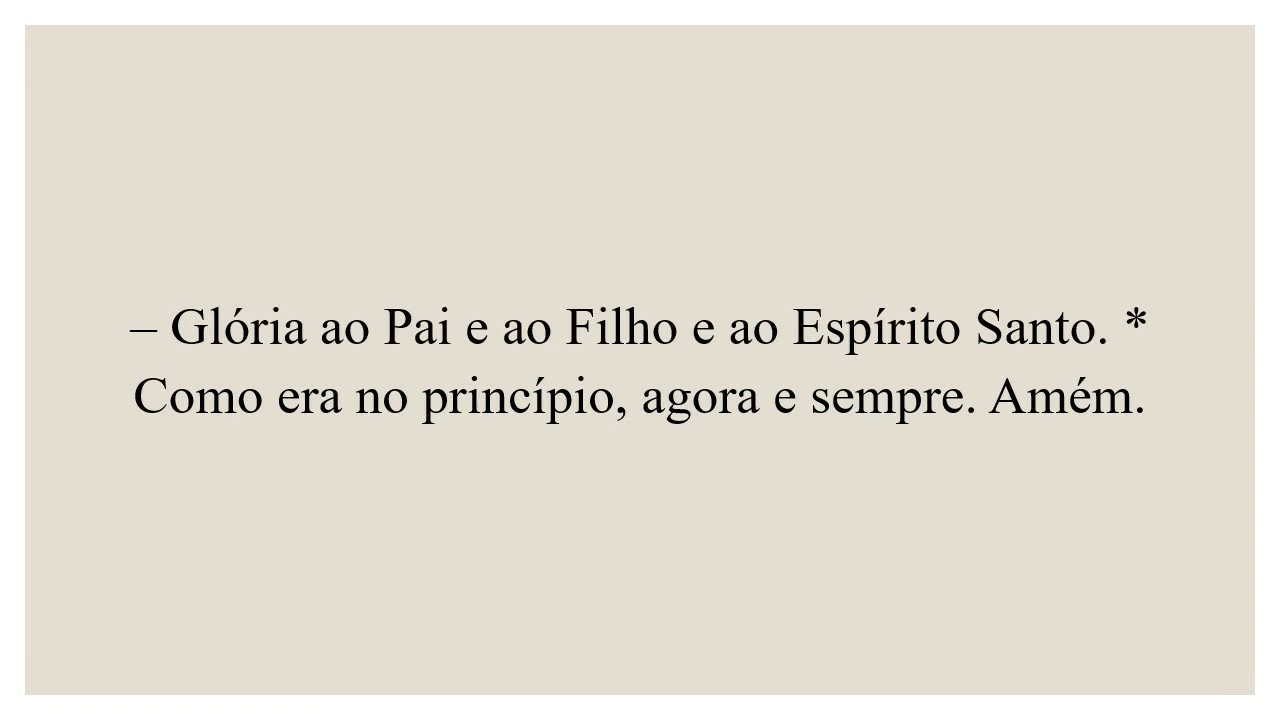 – Glória ao Pai e ao Filho e ao Espírito Santo. *
Como era no princípio, agora e sempre. Amém.